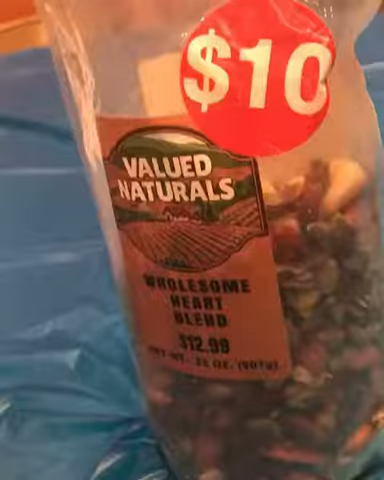 $10
VALUED
NATURALS
WHOLESOME
HEART
BLEND
$12.99
NET WT. 32 OZ. (907g)